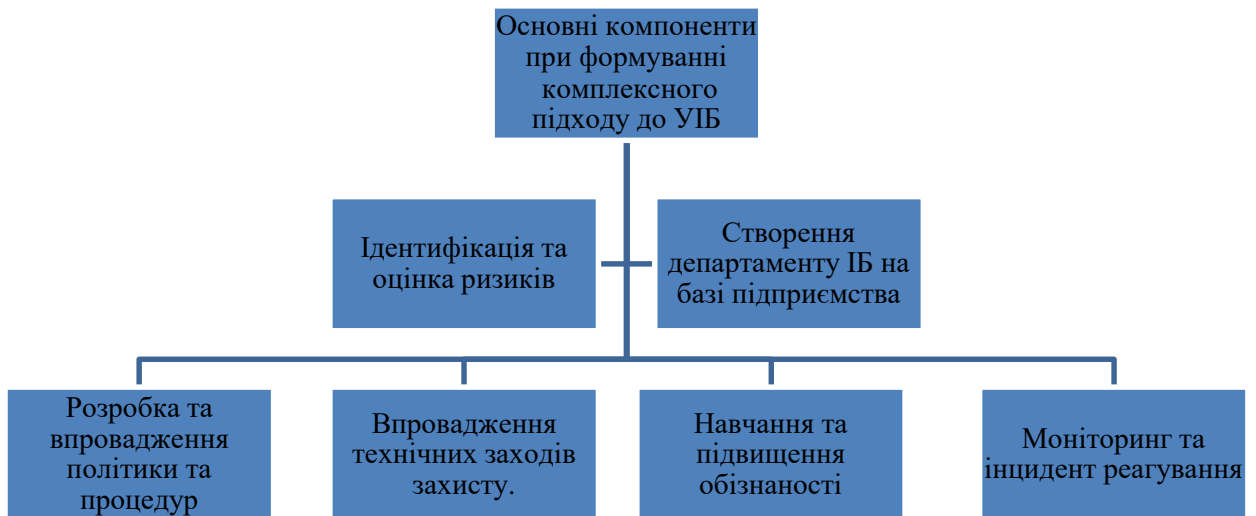 Основні компоненти
при формуванні
комплексного
підходу до УІБ
Ідентифікація та
оцінка ризиків
Створення
департаменту ІБ на
базі підприємства
Розробка та
впровадження
політики та
процедур
Впровадження
технічних заходів
захисту.
Навчання та
підвищення
обізнаності
Моніторинг та
інцидент реагування